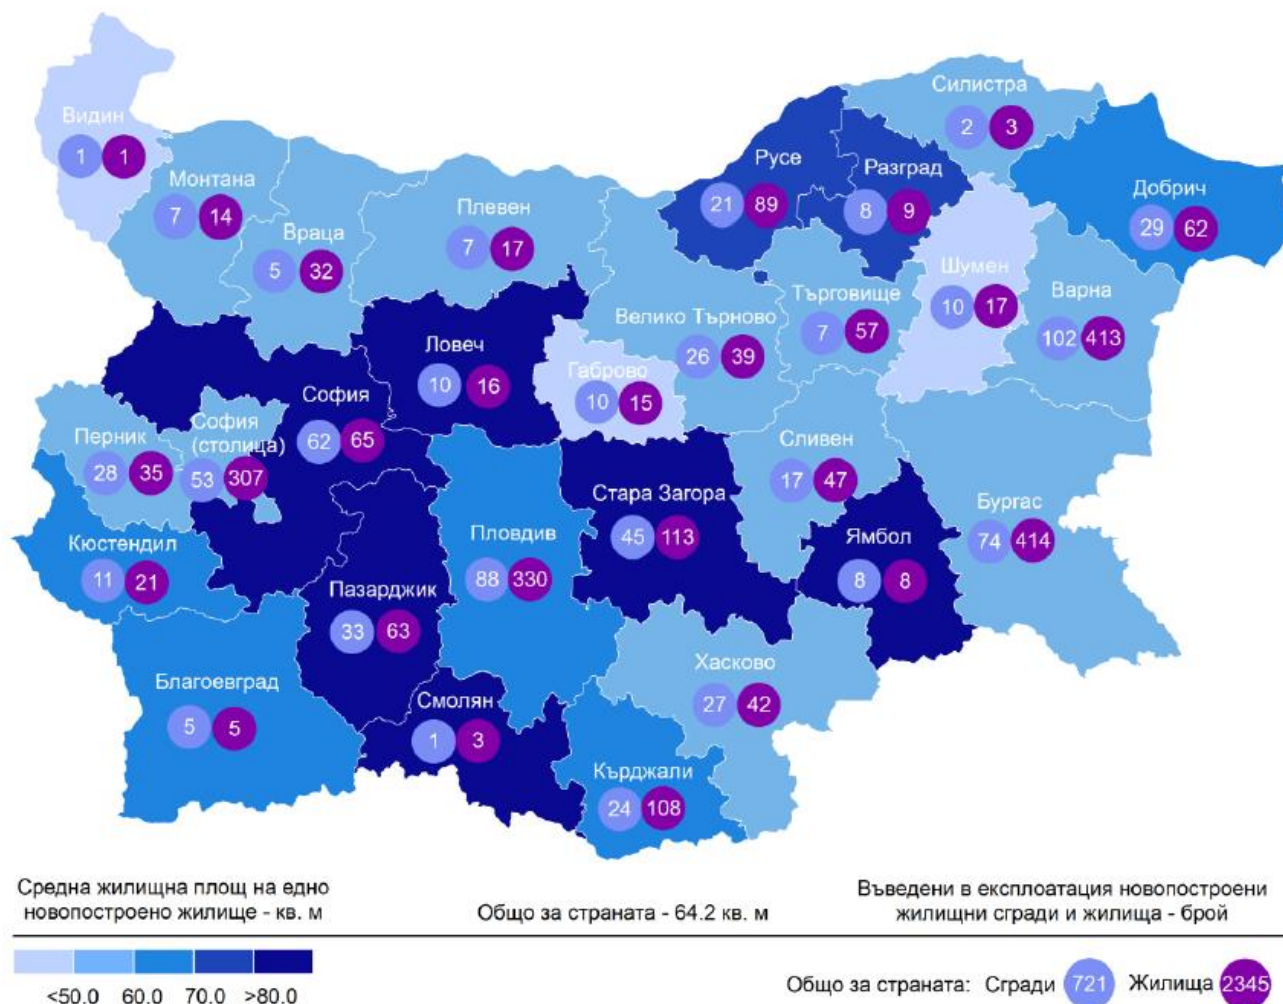 Силистра
2 3
Видин
1 1
Русе
21 89
Разград
8 9
Добрич
29 62
Монтана
7 14
Плевен
7 17
Враца
5 32
Шумен
10 17
Варна
102 413
Търговище
7 57
Велико Търново
26 39
Ловеч
10 16
Габрово
10 15
София
62 65
София
(столица)
53 307
Перник
28 35
Сливен
17 47
Стара Загора
45 113
Бургас
74 414
Ямбол
8 8
Пловдив
88 330
Кюстендил
11 21
Пазарджик
33 63
Хасково
27 42
Благоевград
5 5
Смолян
1 3
Кърджали
24 108
Средна жилищна площ на едно
новопостроено жилище - кв. м
Общо за страната - 64.2 кв. м
Въведени в експлоатация новопостроени
жилищни сгради и жилища - брой
<50.0 60.0 70.0 >80.0
Общо за страната: Сгради 721 Жилища 2345